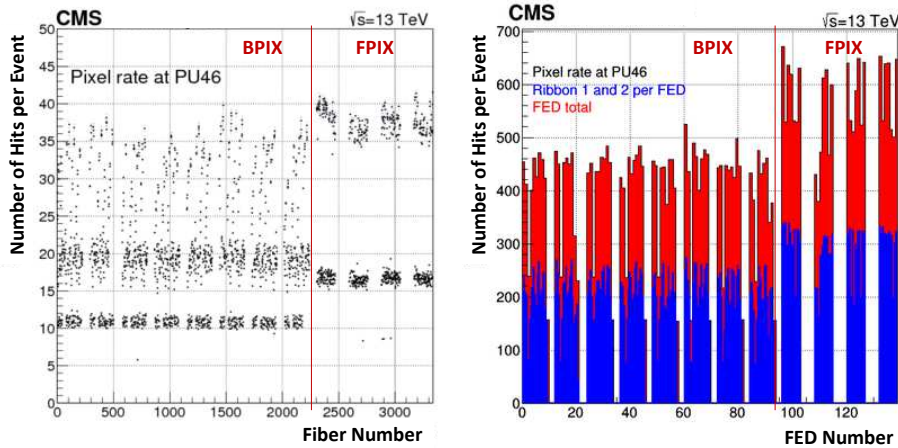 CMS
√s=13 TeV
Number of Hits per Event
50
45
40
35
30
25
20
15
10
5
0
BPIX
FPIX
Pixel rate at PU46
0
500
1000
1500
2000
2500
3000
Fiber Number
CMS
√s=13 TeV
Number of Hits per Event
700
600
500
400
300
200
100
0
BPIX
FPIX
Pixel rate at PU46
Ribbon 1 and 2 per FED
FED total
0
20
40
60
80
100
120
FED Number